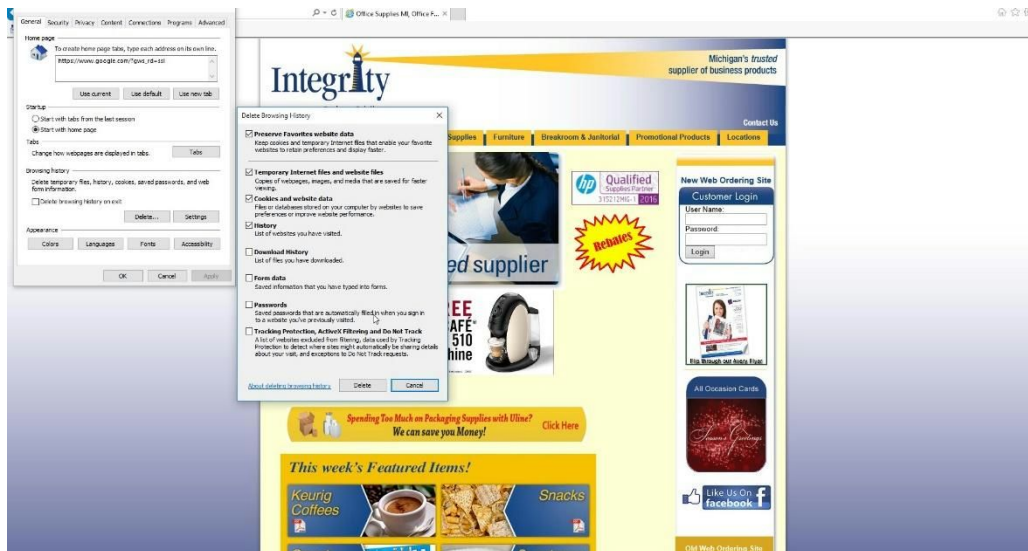 Office Supplies MI, Office F...
General Security Privacy Content Connections Programs Advanced
Home page
To create home page tabs, type each address on its own line.
https://www.google.com/?gws_rd=ssl
Use current Use default Use new tab
Startup
Start with tabs from the last session
Start with home page
Tabs
Change how webpages are displayed in tabs. Tabs
Browsing history
Delete temporary files, history, cookies, saved passwords, and web
form information.
Delete browsing history on exit
Delete... Settings
Appearance
Colors Languages Fonts Accessibility
OK Cancel Apply
Delete Browsing History
Preserve Favorites website data
Keep cookies and temporary Internet files that enable your favorite
websites to retain preferences and display faster.
Temporary Internet files and website files
Copies of webpages, images, and media that are saved for faster
viewing.
Cookies and website data
Files or databases stored on your computer by websites to save
preferences or improve website performance.
History
List of websites you have visited.
Download History
List of files you have downloaded.
Form data
Saved information that you have typed into forms.
Passwords
Saved passwords that are automatically filled in when you sign in
to a website you've previously visited.
Tracking Protection, ActiveX Filtering and Do Not Track
A list of websites excluded from filtering, data used by Tracking
Protection to detect where sites might automatically be sharing details
about your visit, and exceptions to Do Not Track requests.
About deleting browsing history Delete Cancel
Integrity
Michigan's trusted
supplier of business products
Contact Us
Supplies Furniture Breakroom & Janitorial Promotional Products Locations
hp Qualified
Supplies Partner
2016
Rebates
ed supplier
REE
AFÉ
510
hine
New Web Ordering Site
Customer Login
User Name:
Password:
Login
Flip through our Avera Flyer
All Occasion Cards
Season's Greetings
Like Us On
facebook
Spending Too Much on Packaging Supplies with Uline?
We can save you Money!
Click Here
This week's Featured Items!
Keurig
Coffees
Snacks
OM Web Ordering Site